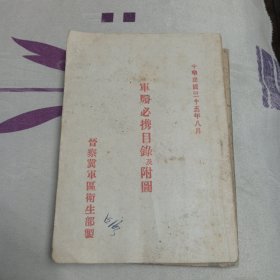 中華民國三十五年八月
軍醫必携目錄及附圖
晉察冀軍區衛生部製